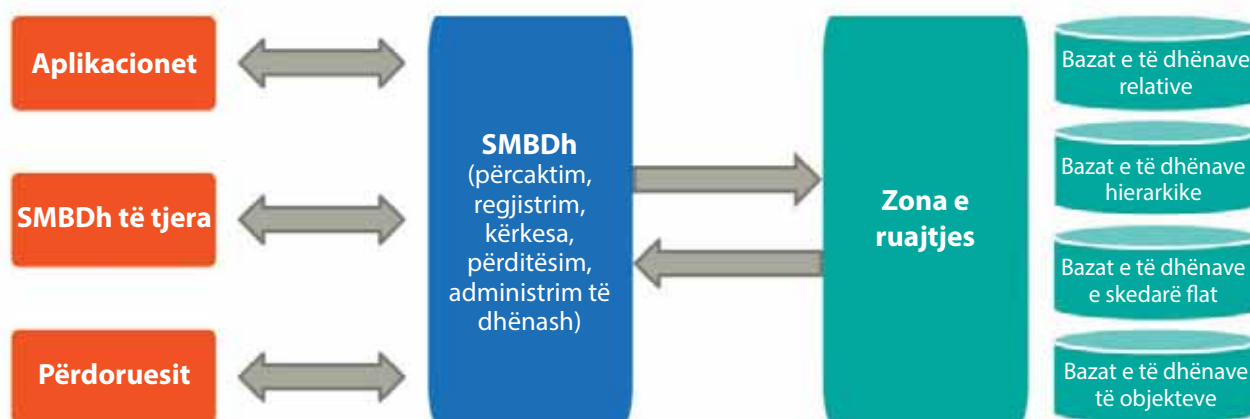 Aplikacionet
SMBDh të tjera
Përdoruesit
SMBDh
(përcaktim,
regjistrim,
kërkesa,
përditësim,
administrim të
dhënash)
Zona e
ruajtjes
Bazat e të dhënave
relative
Bazat e të dhënave
hierarkike
Bazat e të dhënave
e skedarë flat
Bazat e të dhënave
të objekteve